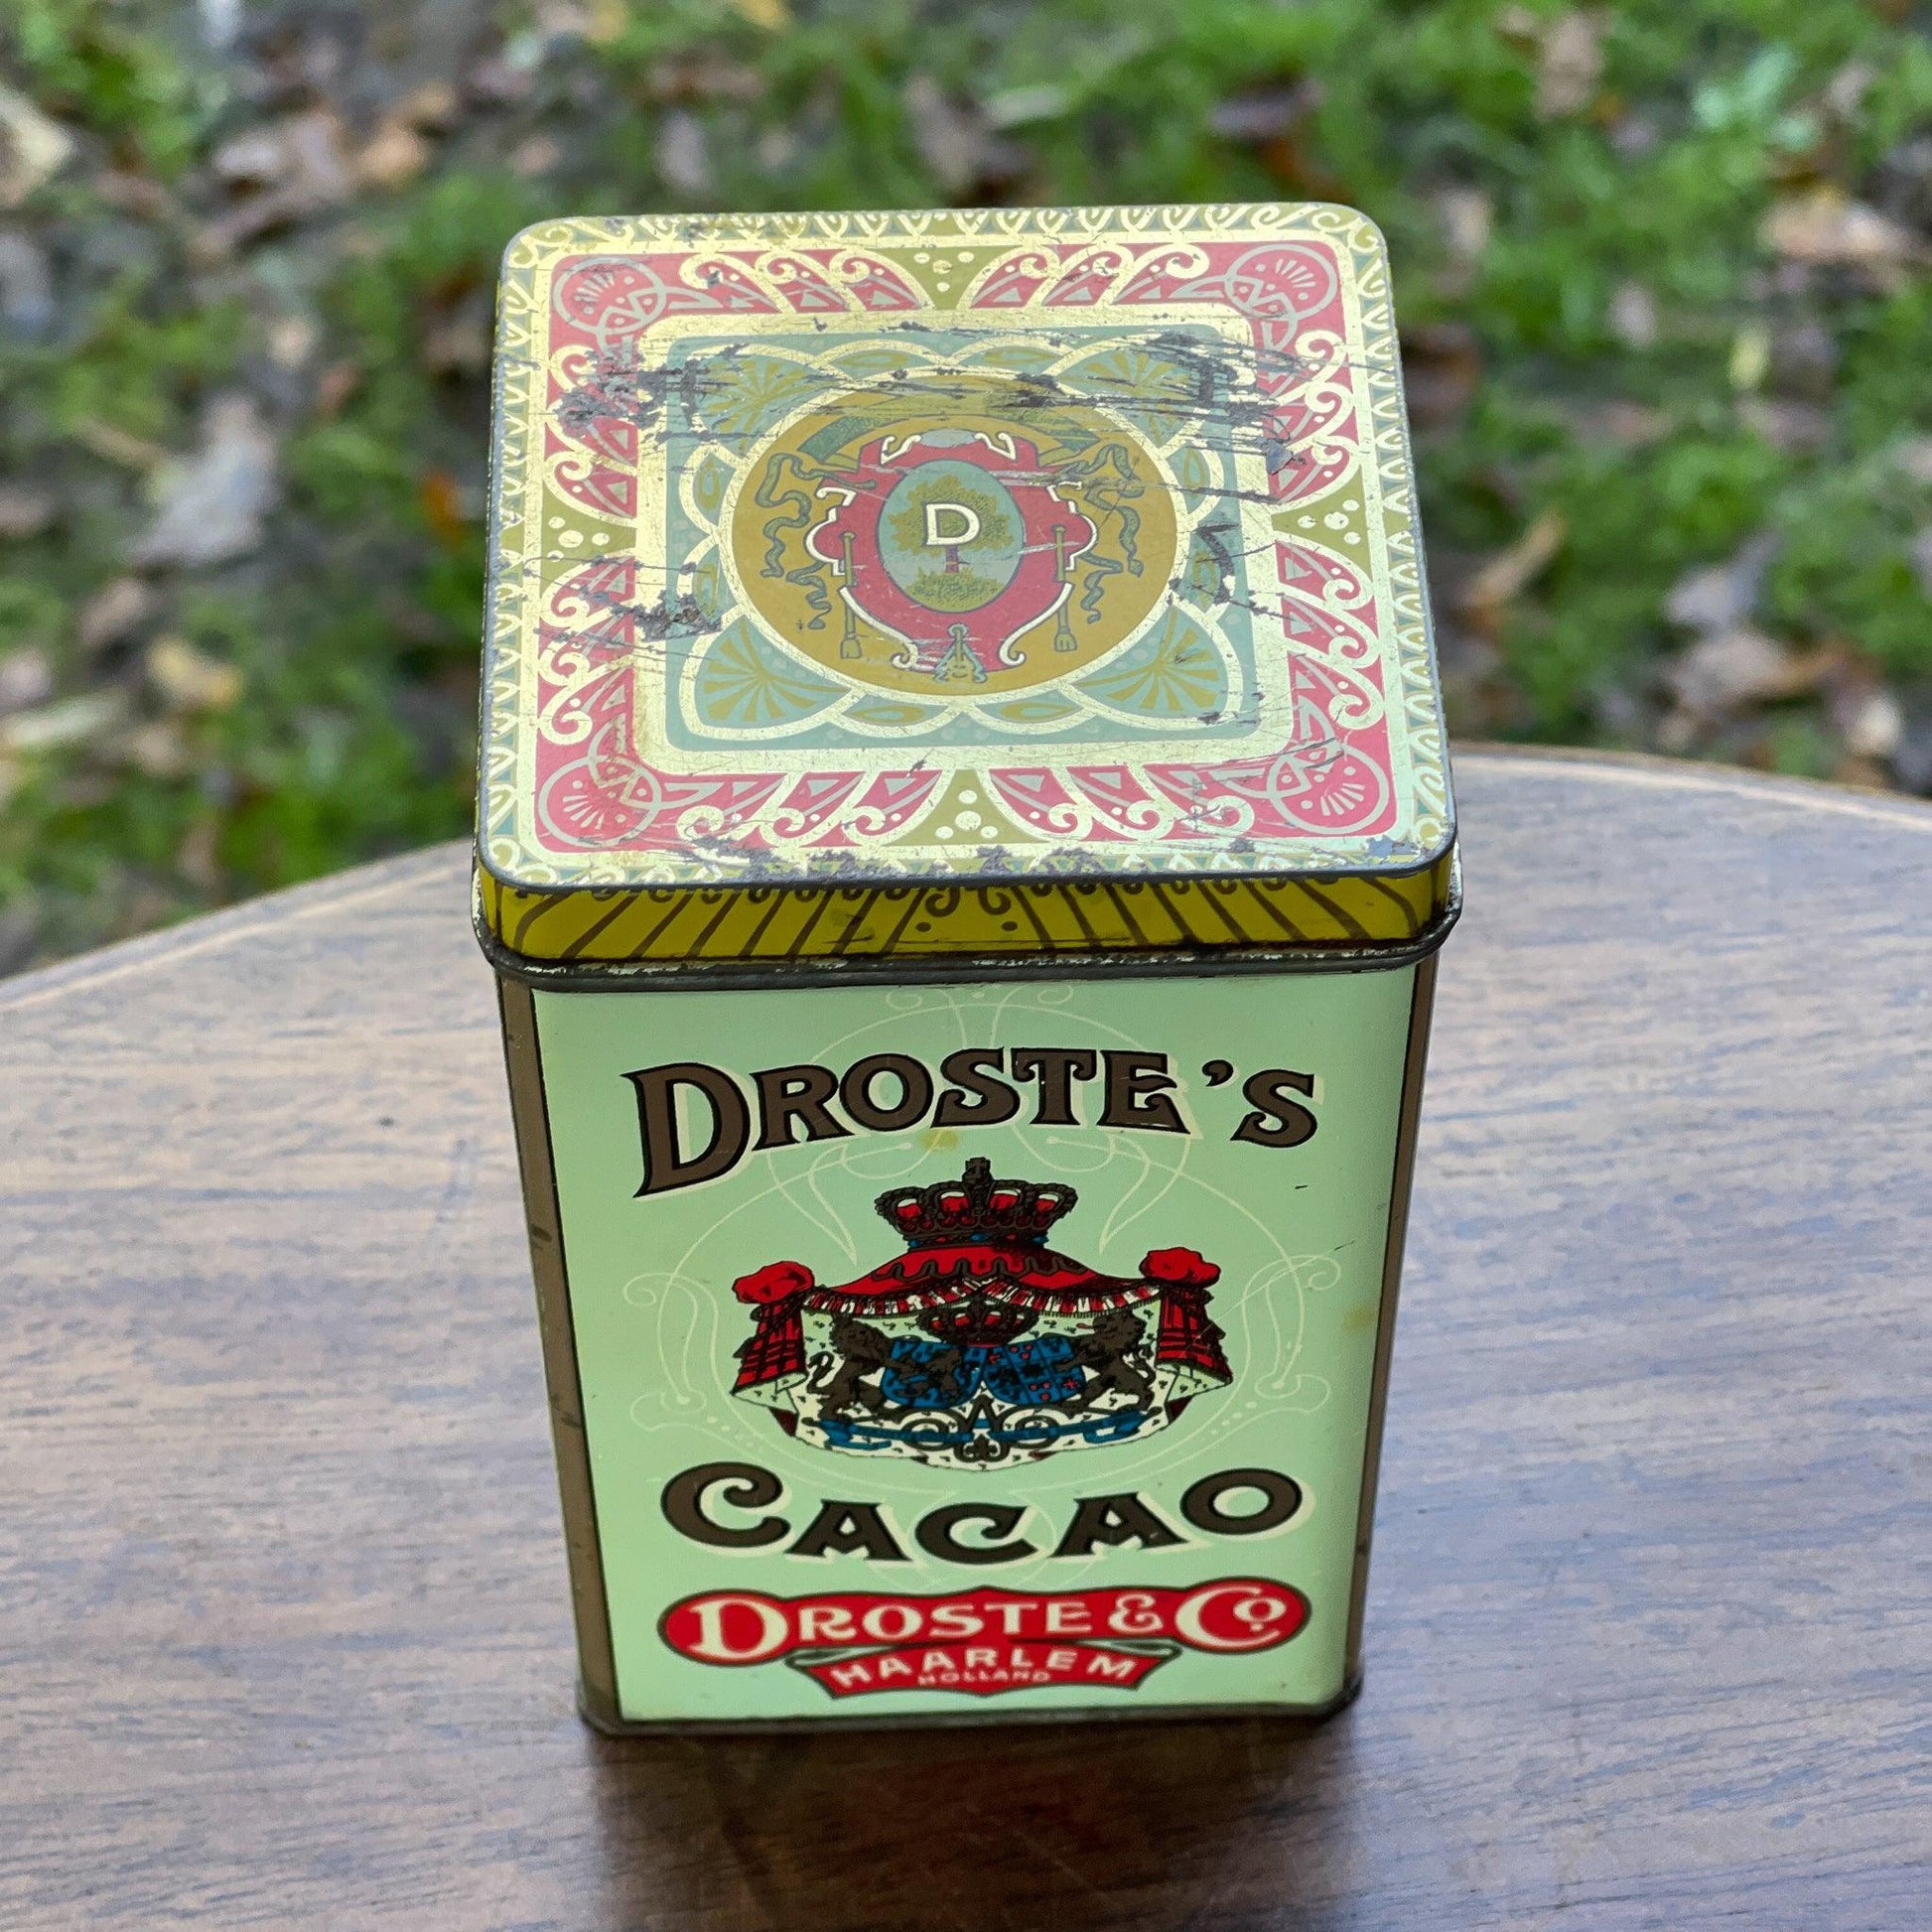 D
DROSTE'S
CACAO
DROSTE & Co
HAARLEM
HOLLAND